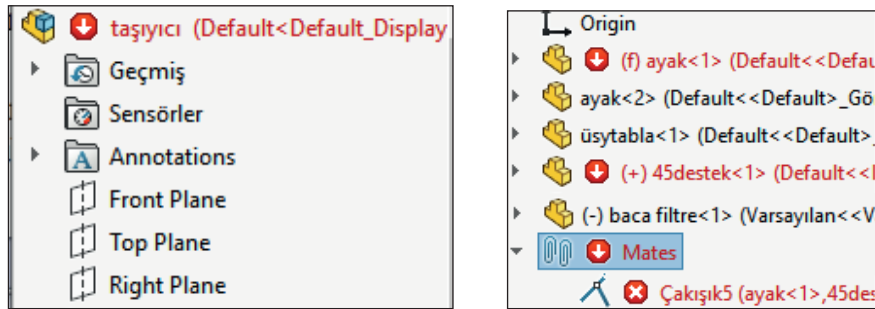 taşıyıcı (Default<Default_Display
Geçmiş
Sensörler
Annotations
Front Plane
Top Plane
Right Plane
Origin
(f) ayak<1> (Default<<Defau
ayak<2> (Default<<Default>_Gö
üsytabla<1> (Default<<Default>_
(+) 45destek<1> (Default<<
(-) baca filtre<1> (Varsayılan<<V
Mates
Çakışık5 (ayak<1>,45des